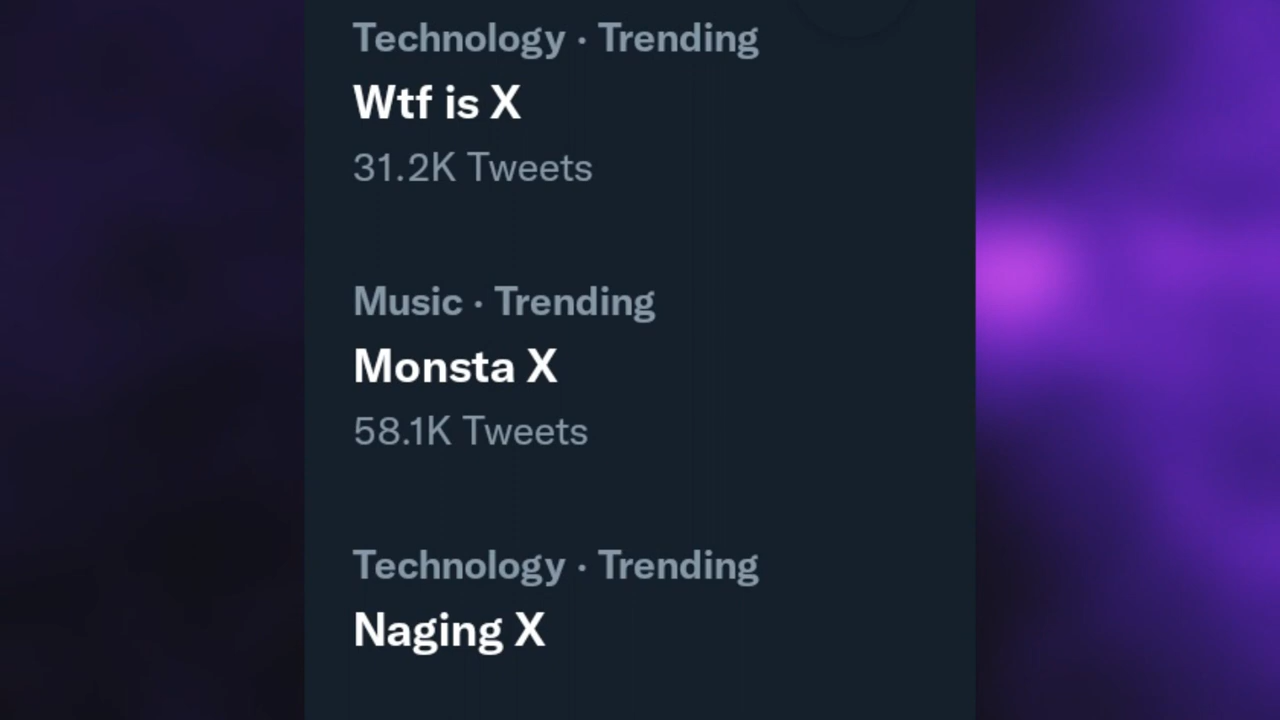 Technology · Trending
Wtf is X
31.2K Tweets
Music · Trending
Monsta X
58.1K Tweets
Technology · Trending
Naging X